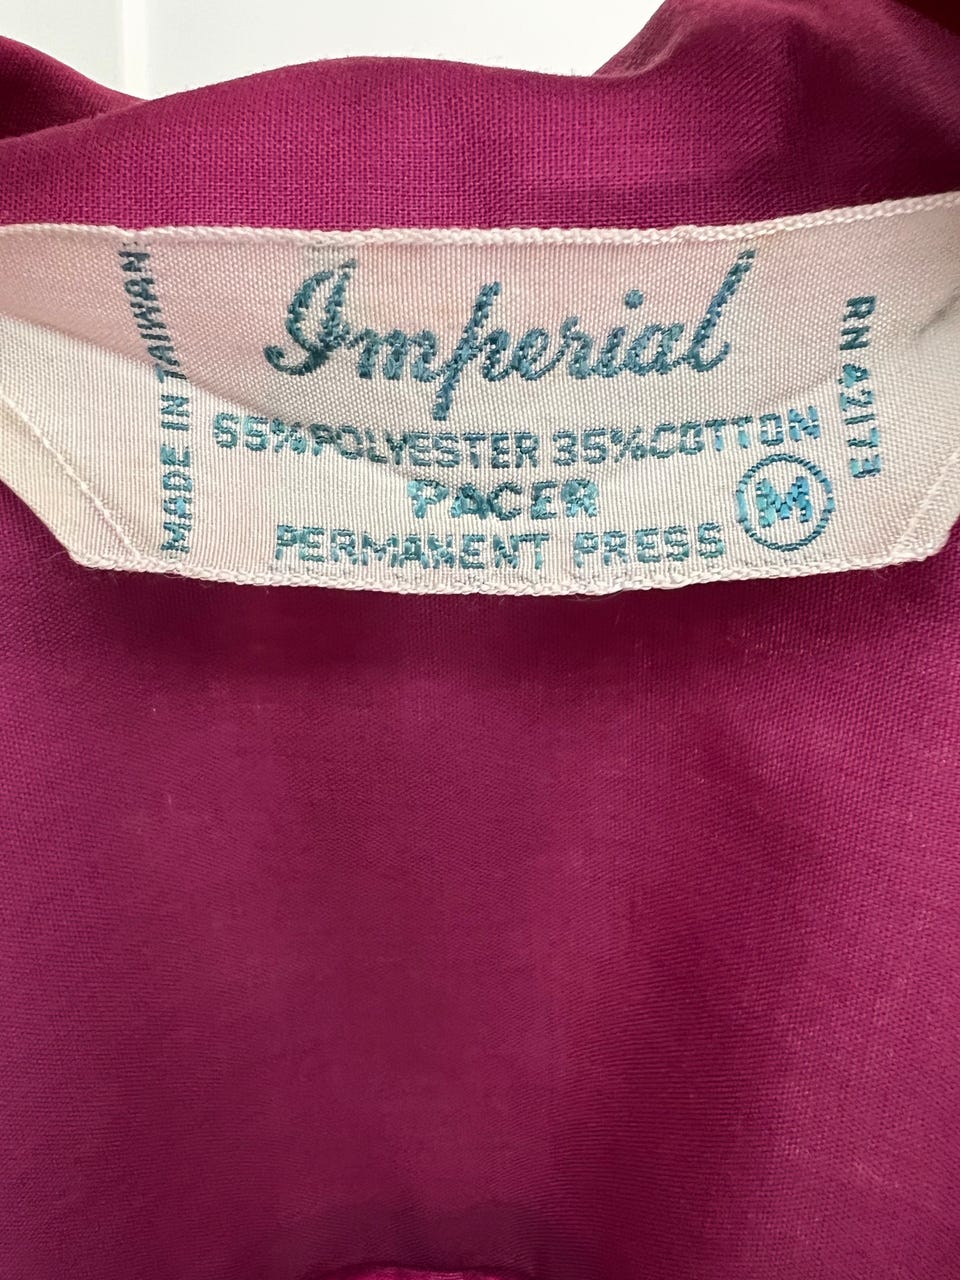 MADE IN TAIWAN
Imperial
65% POLYESTER 35% COTTON
PACER
PERMANENT PRESS
M
RN 42173